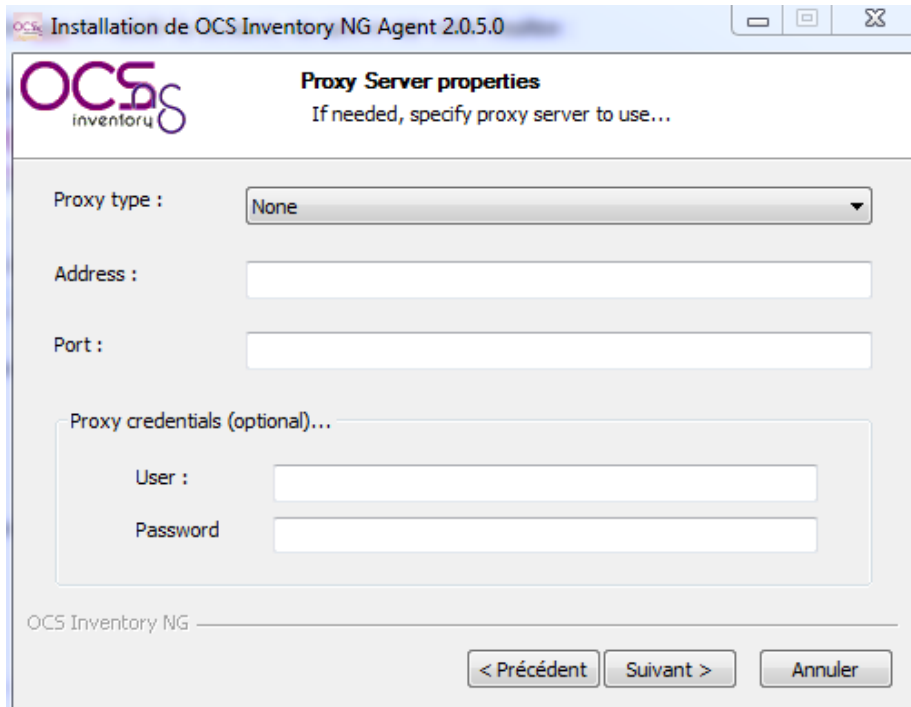 Installation de OCS Inventory NG Agent 2.0.5.0
OCS NG
inventory
Proxy Server properties
If needed, specify proxy server to use...
Proxy type :
None
Address :
Port :
Proxy credentials (optional)...
User :
Password
OCS Inventory NG
< Précédent
Suivant >
Annuler